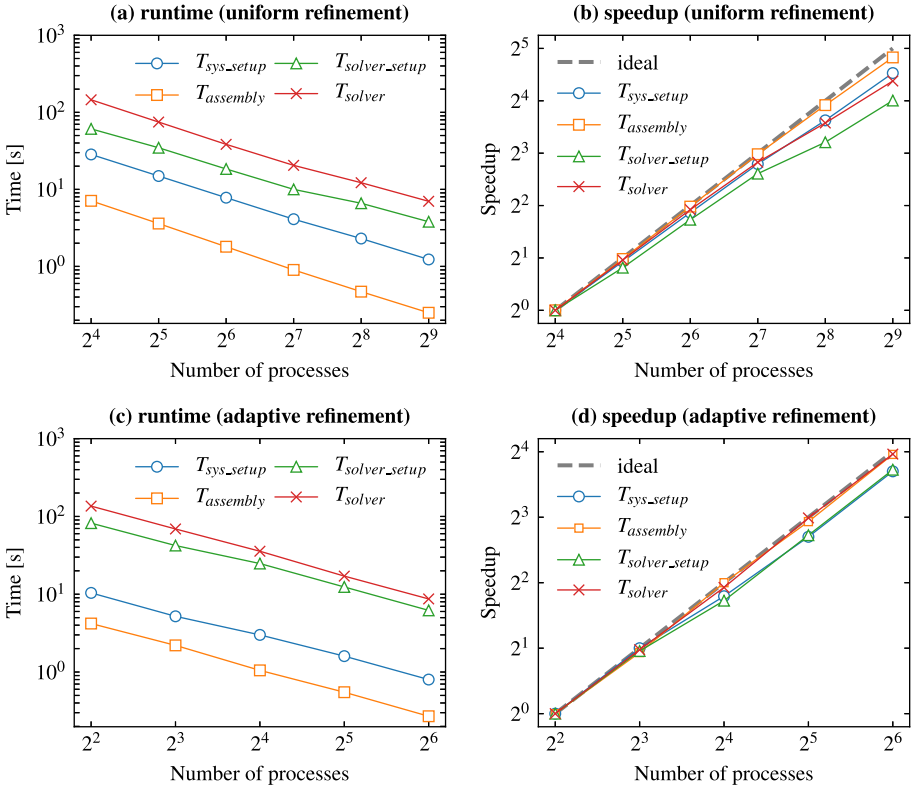 (a) runtime (uniform refinement)
10^3
10^2
10^1
10^0
Time [s]
T_sys_setup
T_assembly
T_solver_setup
T_solver
2^4 2^5 2^6 2^7 2^8 2^9
Number of processes
(b) speedup (uniform refinement)
2^5
2^4
2^3
2^2
2^1
2^0
Speedup
ideal
T_sys_setup
T_assembly
T_solver_setup
T_solver
2^4 2^5 2^6 2^7 2^8 2^9
Number of processes
(c) runtime (adaptive refinement)
10^3
10^2
10^1
10^0
Time [s]
T_sys_setup
T_assembly
T_solver_setup
T_solver
2^2 2^3 2^4 2^5 2^6
Number of processes
(d) speedup (adaptive refinement)
2^4
2^3
2^2
2^1
2^0
Speedup
ideal
T_sys_setup
T_assembly
T_solver_setup
T_solver
2^2 2^3 2^4 2^5 2^6
Number of processes